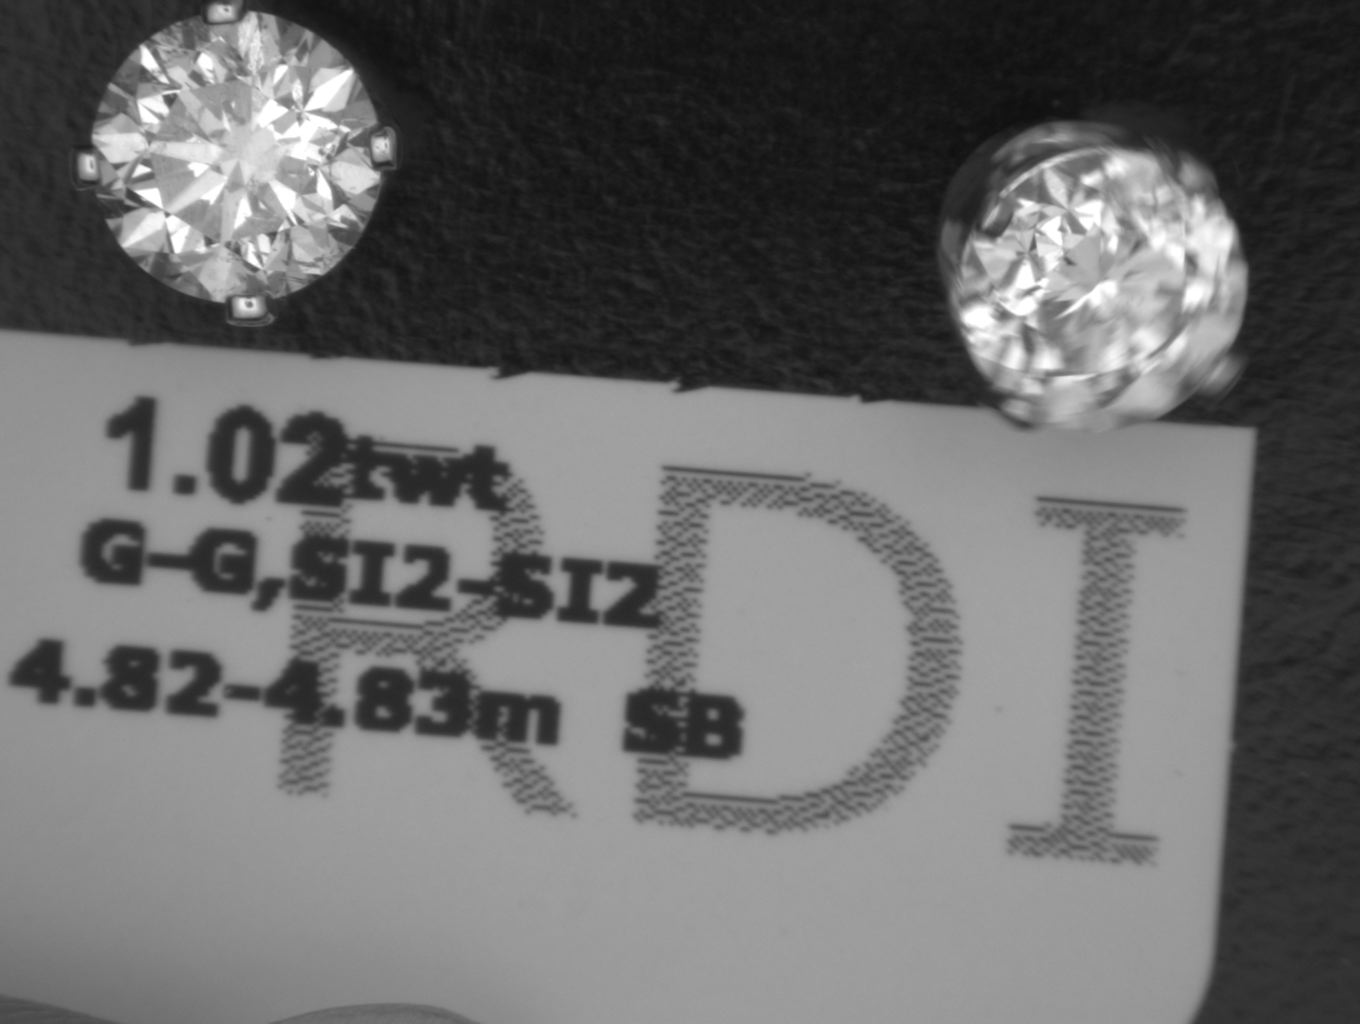 1.02twt
G-G,SI2-SI2
4.82-4.83m SB
RDI